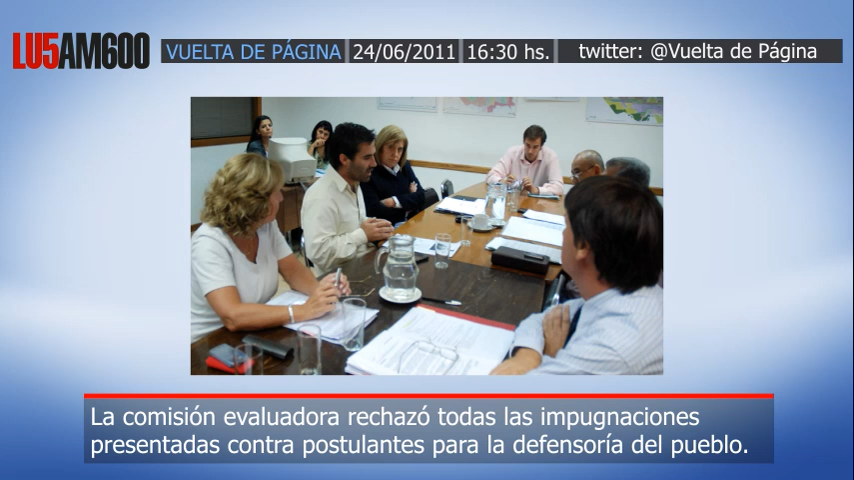 LU5AM600 VUELTA DE PÁGINA 24/06/2011 16:30 hs. twitter: @Vuelta de Página
La comisión evaluadora rechazó todas las impugnaciones
presentadas contra postulantes para la defensoría del pueblo.